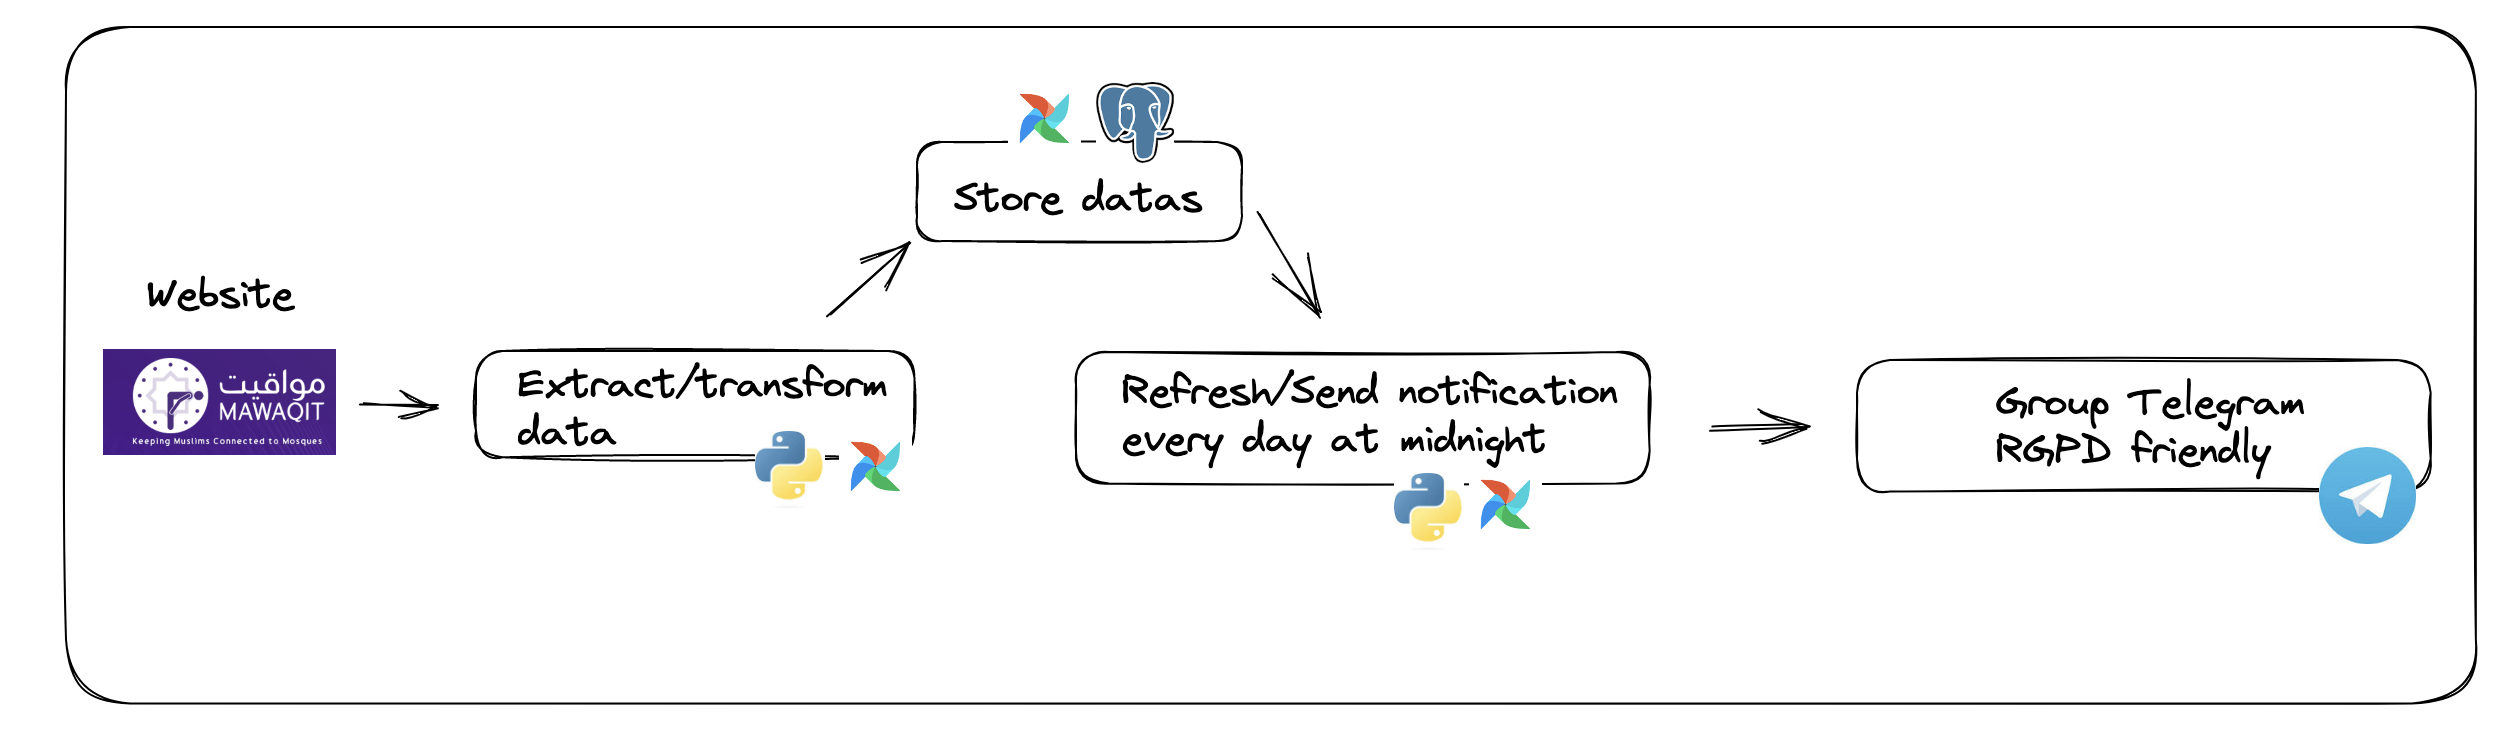 Store datas
Website
مواقيت
MAWAQIT
Keeping Muslims Connected to Mosques
Extract/transform
data
Refresh/Send notification
every day at midnight
Group Telegram
RGPD friendly